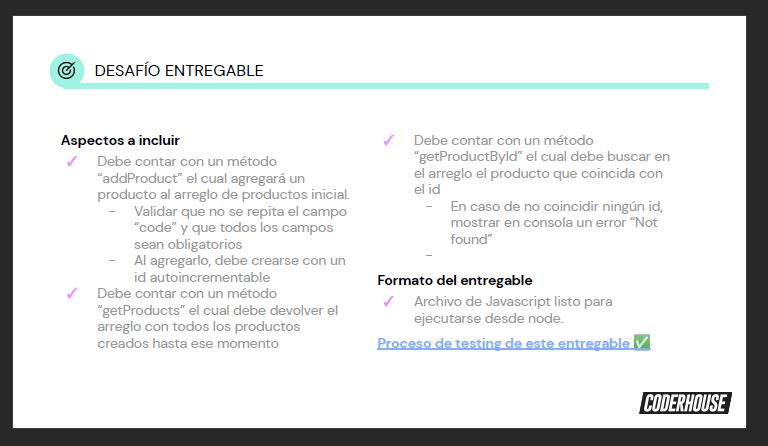 DESAFÍO ENTREGABLE
Aspectos a incluir
✓ Debe contar con un método
“addProduct” el cual agregará un
producto al arreglo de productos inicial.
- Validar que no se repita el campo
“code” y que todos los campos
sean obligatorios
- Al agregarlo, debe crearse con un
id autoincrementable
✓ Debe contar con un método
“getProducts” el cual debe devolver el
arreglo con todos los productos
creados hasta ese momento
✓ Debe contar con un método
“getProductById” el cual debe buscar en
el arreglo el producto que coincida con
el id
- En caso de no coincidir ningún id,
mostrar en consola un error “Not
found”
-
Formato del entregable
✓ Archivo de Javascript listo para
ejecutarse desde node.
Proceso de testing de este entregable ✅
CODERHOUSE